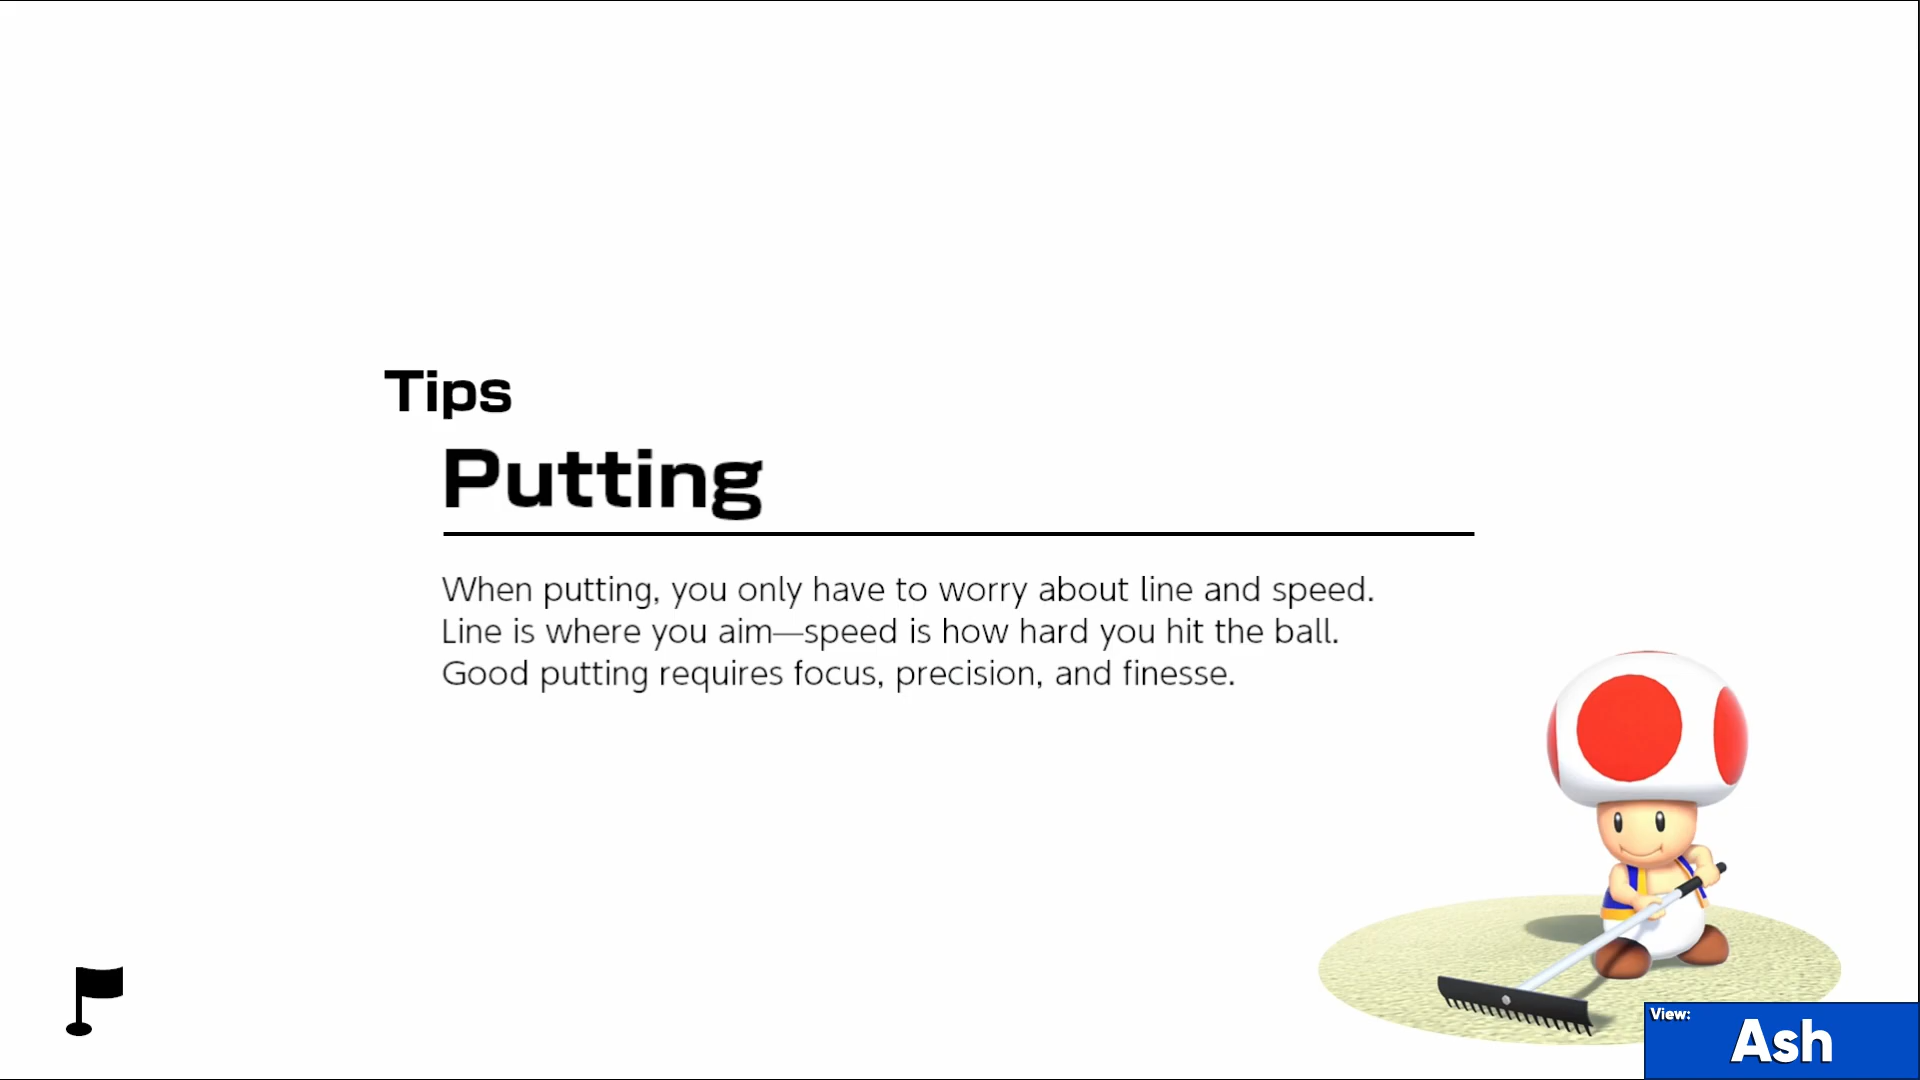 Tips
Putting
When putting, you only have to worry about line and speed.
Line is where you aim—speed is how hard you hit the ball.
Good putting requires focus, precision, and finesse.
View:
Ash